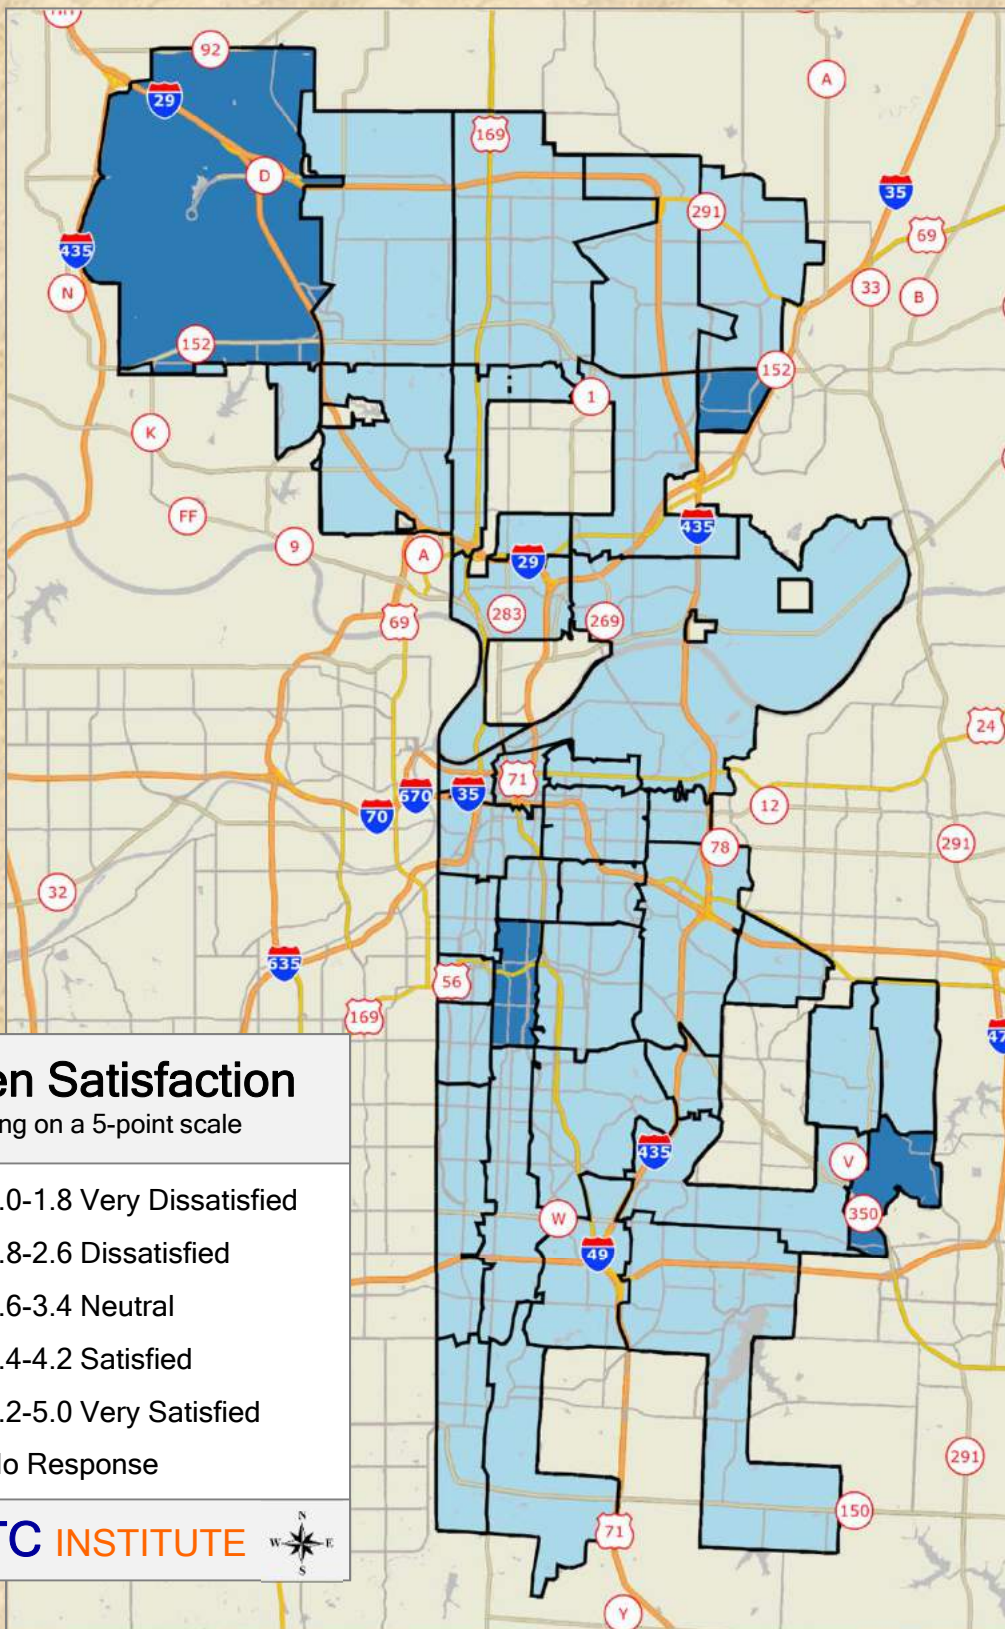 92
29
169
A
D
291
35
69
435
N
33
B
152
152
1
K
FF
9
435
A
29
283
269
69
24
71
670
35
70
12
78
291
32
635
56
169
47
en Satisfaction
ng on a 5-point scale
.0-1.8 Very Dissatisfied
.8-2.6 Dissatisfied
.6-3.4 Neutral
.4-4.2 Satisfied
.2-5.0 Very Satisfied
lo Response
TC INSTITUTE
N
W E
S
435
V
350
W
49
291
150
71
Y